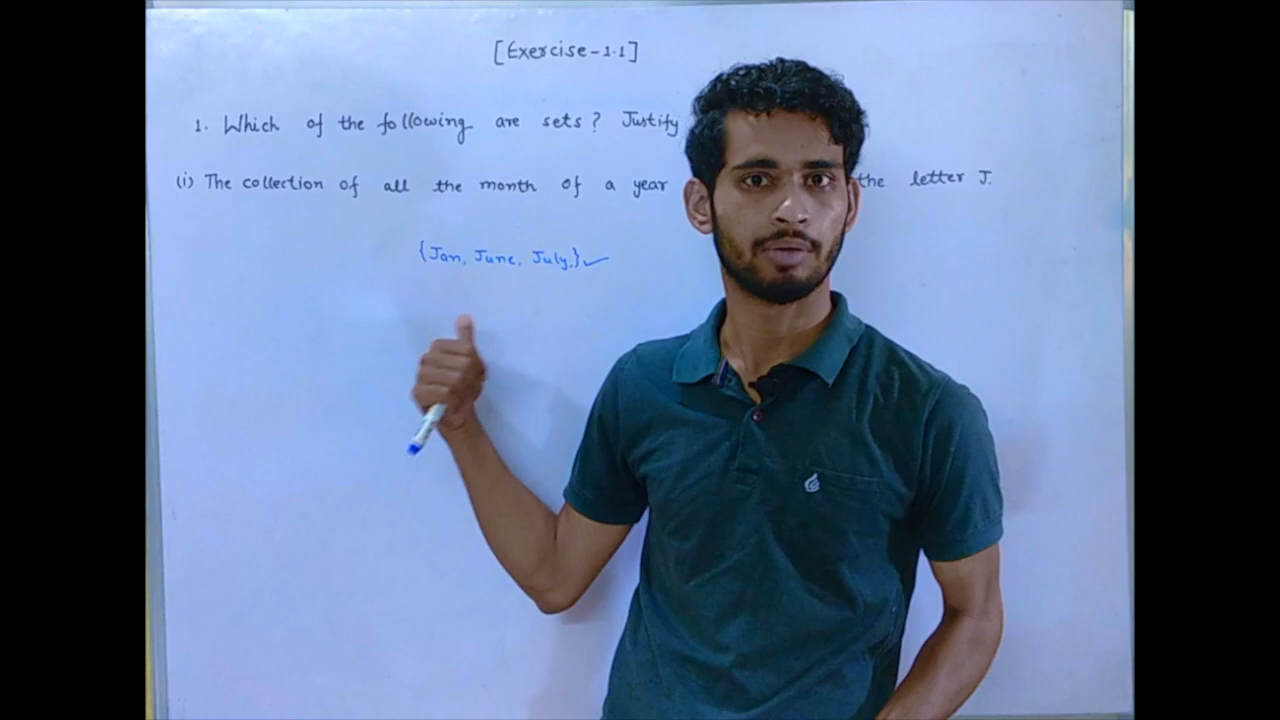 [Exercise-1.1]
1. Which of the following are sets? Justify
(i) The collection of all the month of a year the letter J.
{Jan, June, July,}✓